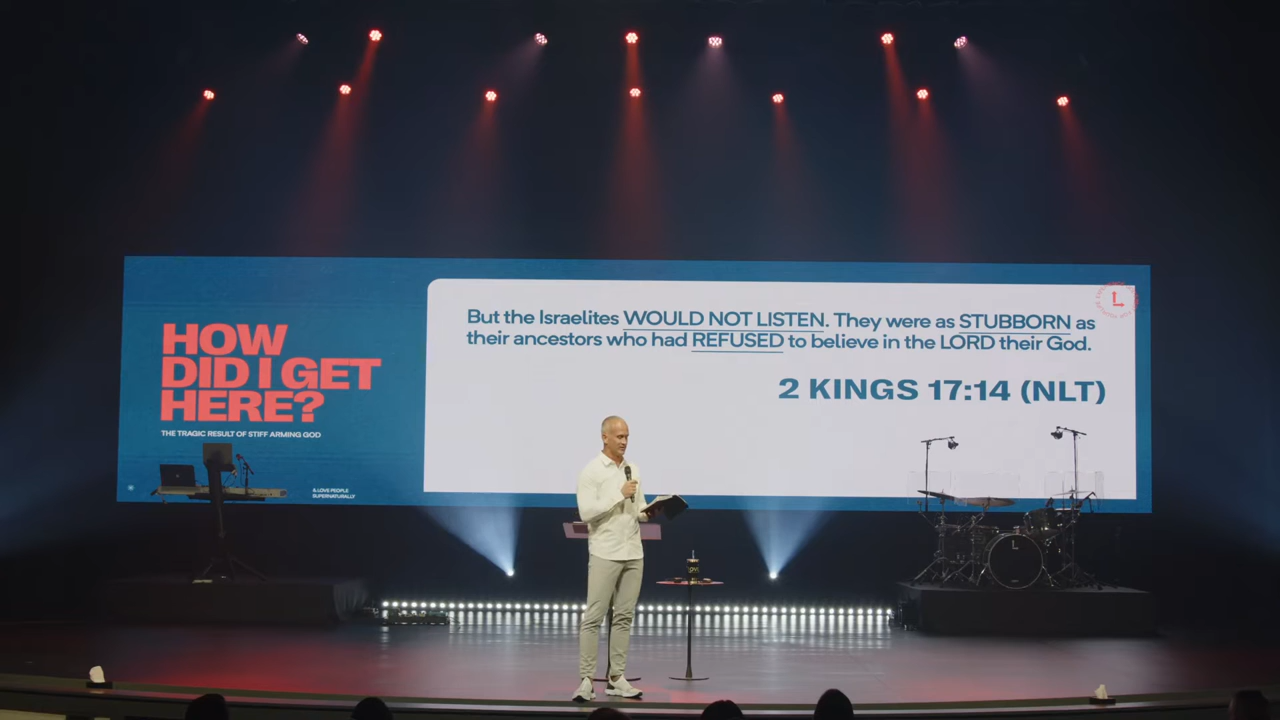 HOW
DID I GET
HERE?
THE TRAGIC RESULT OF STIFF ARMING GOD
& LOVE PEOPLE
SUPERNATURALLY
But the Israelites WOULD NOT LISTEN. They were as STUBBORN as
their ancestors who had REFUSED to believe in the LORD their God.
2 KINGS 17:14 (NLT)
L
L